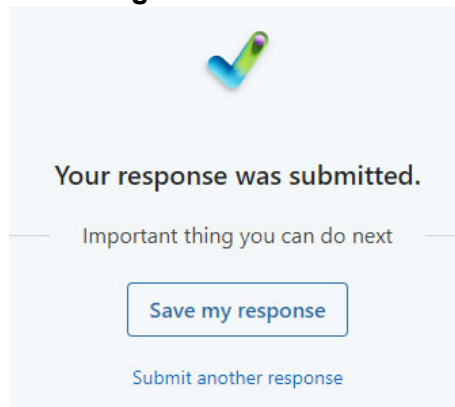 Your response was submitted.
Important thing you can do next
Save my response
Submit another response